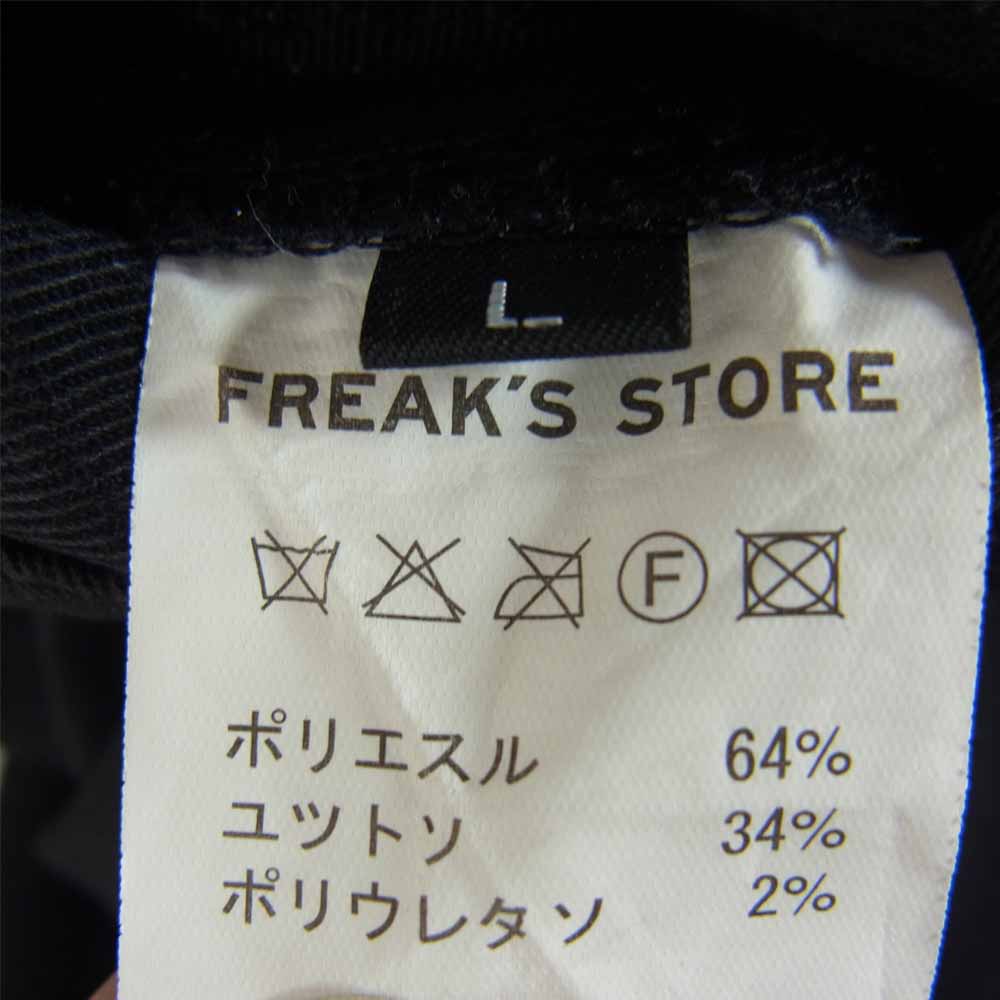 L
FREAK'S STORE
F
ポリエスル 64%
ユツトソ 34%
ポリウレタソ 2%